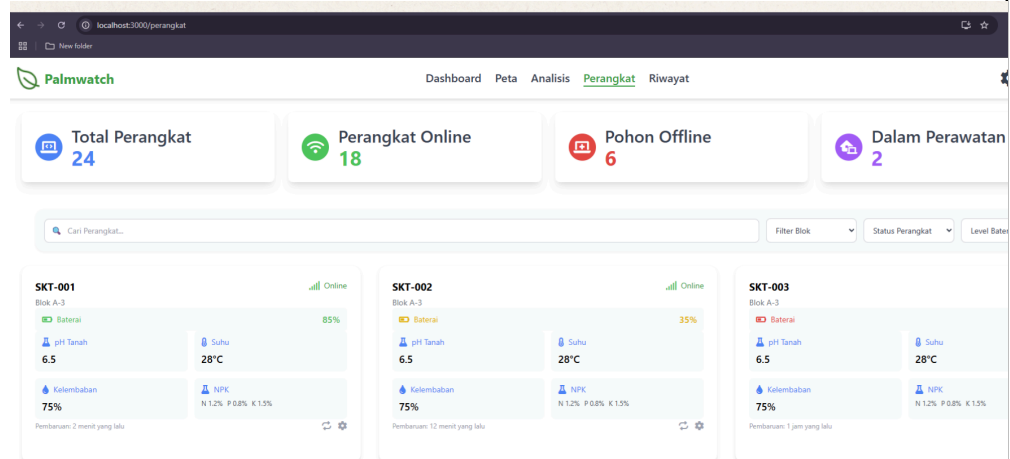 localhost:3000/perangkat
New folder
Palmwatch
Dashboard Peta Analisis Perangkat Riwayat
Total Perangkat
24
Perangkat Online
18
Pohon Offline
6
Dalam Perawatan
2
Cari Perangkat...
Filter Blok
Status Perangkat
Level Bater
SKT-001
Online
Blok A-3
Baterai 85%
pH Tanah
6.5
Suhu
28°C
Kelembaban
75%
NPK
N 1.2% P 0.8% K 1.5%
Pembaruan: 2 menit yang lalu
SKT-002
Online
Blok A-3
Baterai 35%
pH Tanah
6.5
Suhu
28°C
Kelembaban
75%
NPK
N 1.2% P 0.8% K 1.5%
Pembaruan: 12 menit yang lalu
SKT-003
Blok A-3
Baterai
pH Tanah
6.5
Suhu
28°C
Kelembaban
75%
NPK
N 1.2% P 0.8% K 1.5%
Pembaruan: 1 jam yang lalu